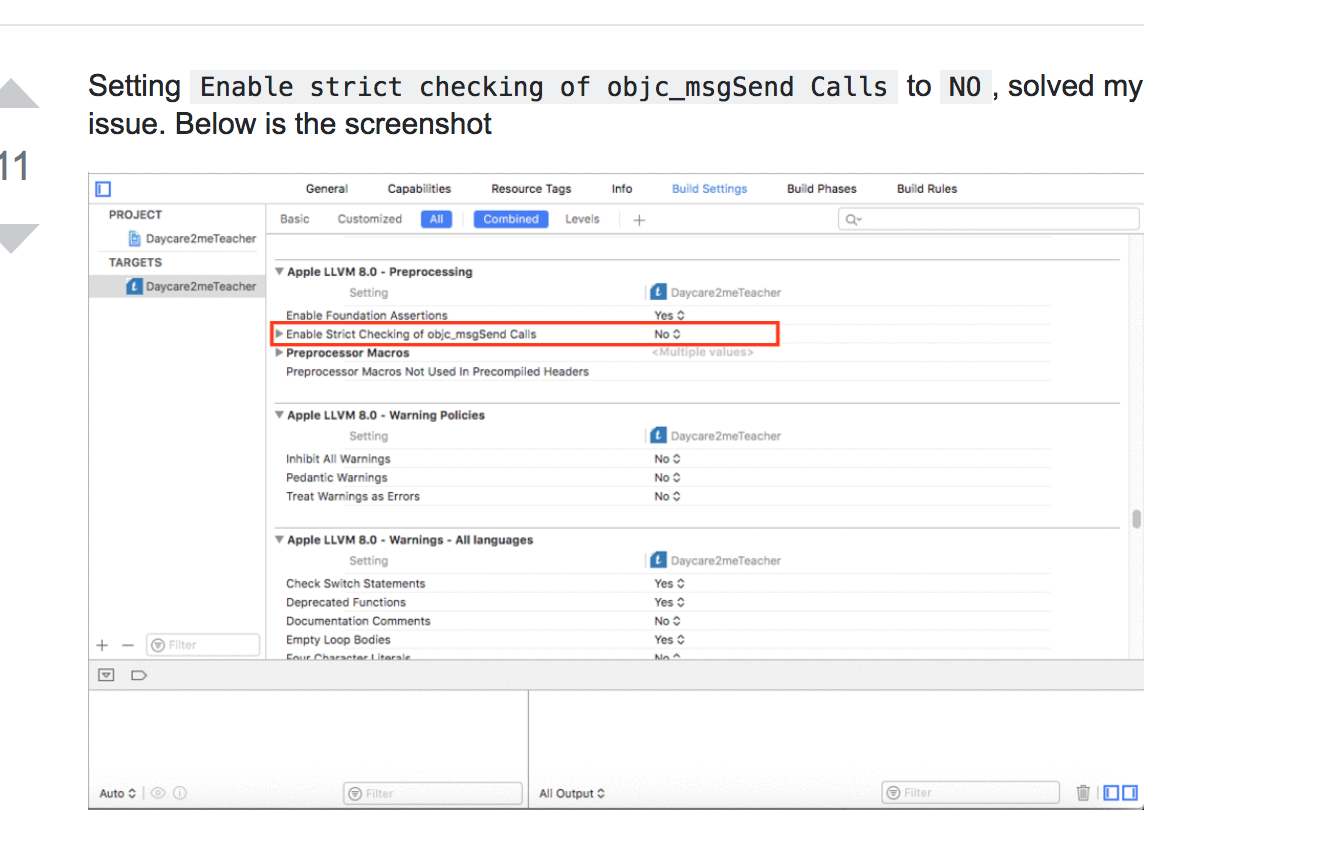 Setting Enable strict checking of objc_msgSend Calls to NO, solved my
issue. Below is the screenshot
11
General Capabilities Resource Tags Info Build Settings Build Phases Build Rules
PROJECT
Basic Customized All Combined Levels +
Daycare2meTeacher
TARGETS
Daycare2meTeacher
Apple LLVM 8.0 - Preprocessing
Setting Daycare2meTeacher
Enable Foundation Assertions Yes
Enable Strict Checking of objc_msgSend Calls No
Preprocessor Macros <Multiple values>
Preprocessor Macros Not Used In Precompiled Headers
Apple LLVM 8.0 - Warning Policies
Setting Daycare2meTeacher
Inhibit All Warnings No
Pedantic Warnings No
Treat Warnings as Errors No
Apple LLVM 8.0 - Warnings - All languages
Setting Daycare2meTeacher
Check Switch Statements Yes
Deprecated Functions Yes
Documentation Comments No
Empty Loop Bodies Yes
Four Character Literals No
+ − Filter
Auto Filter All Output Filter